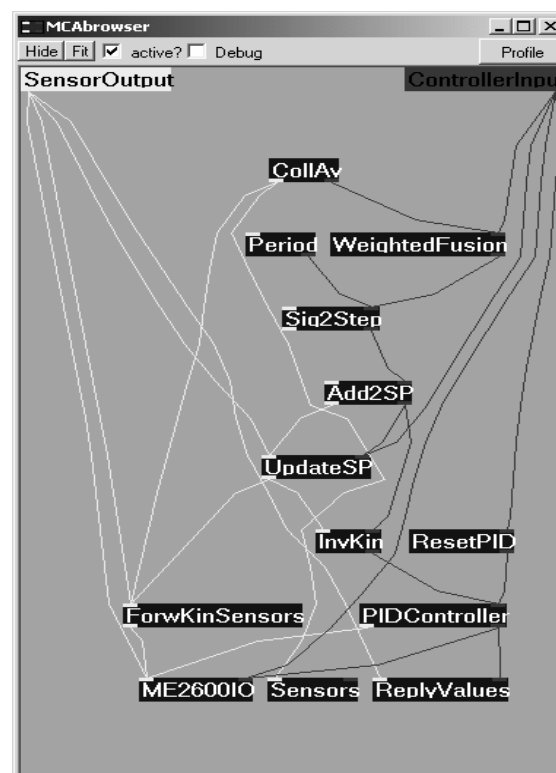 MCAbrowser
Hide Fit active? Debug Profile
SensorOutput ControllerInpu
CollAv
Period WeightedFusion
Sig2Step
Add2SP
UpdateSP
InvKin ResetPID
ForwKinSensors PIDController
ME2600IO Sensors ReplyValues